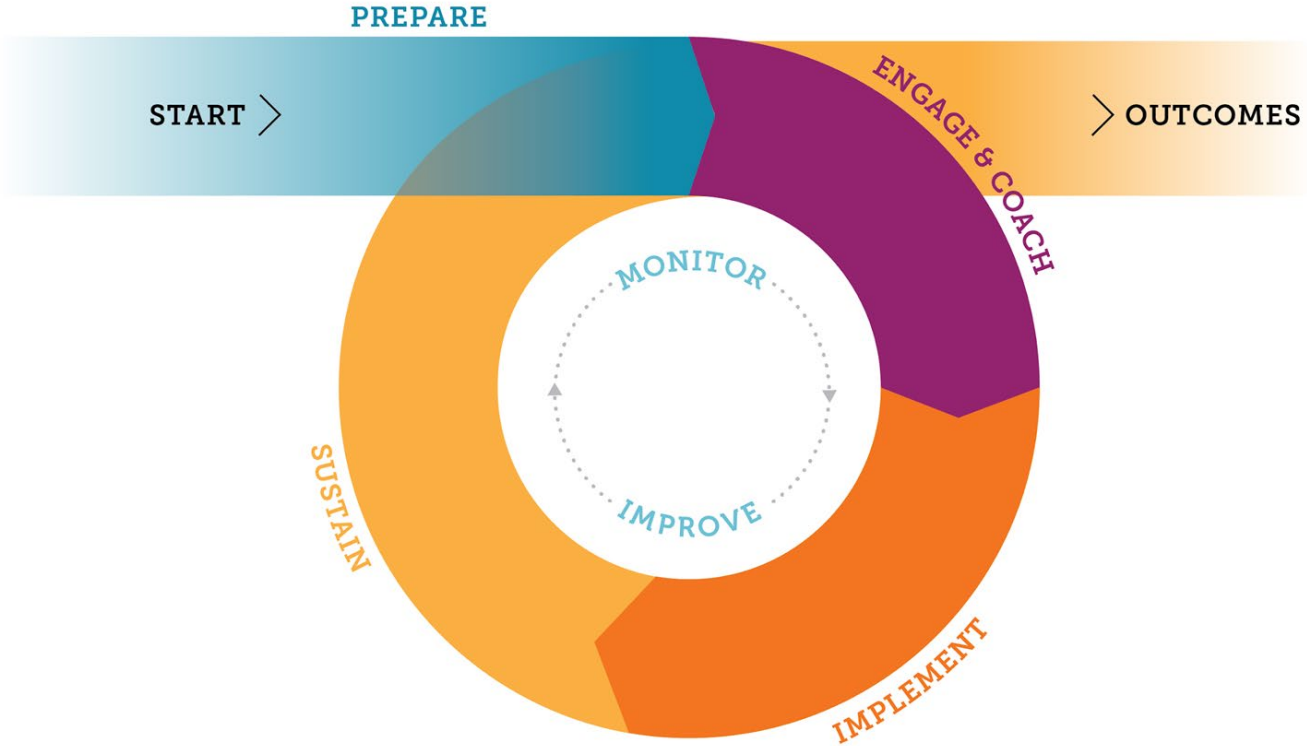 PREPARE
START
OUTCOMES
ENGAGE & COACH
MONITOR
IMPROVE
SUSTAIN
IMPLEMENT